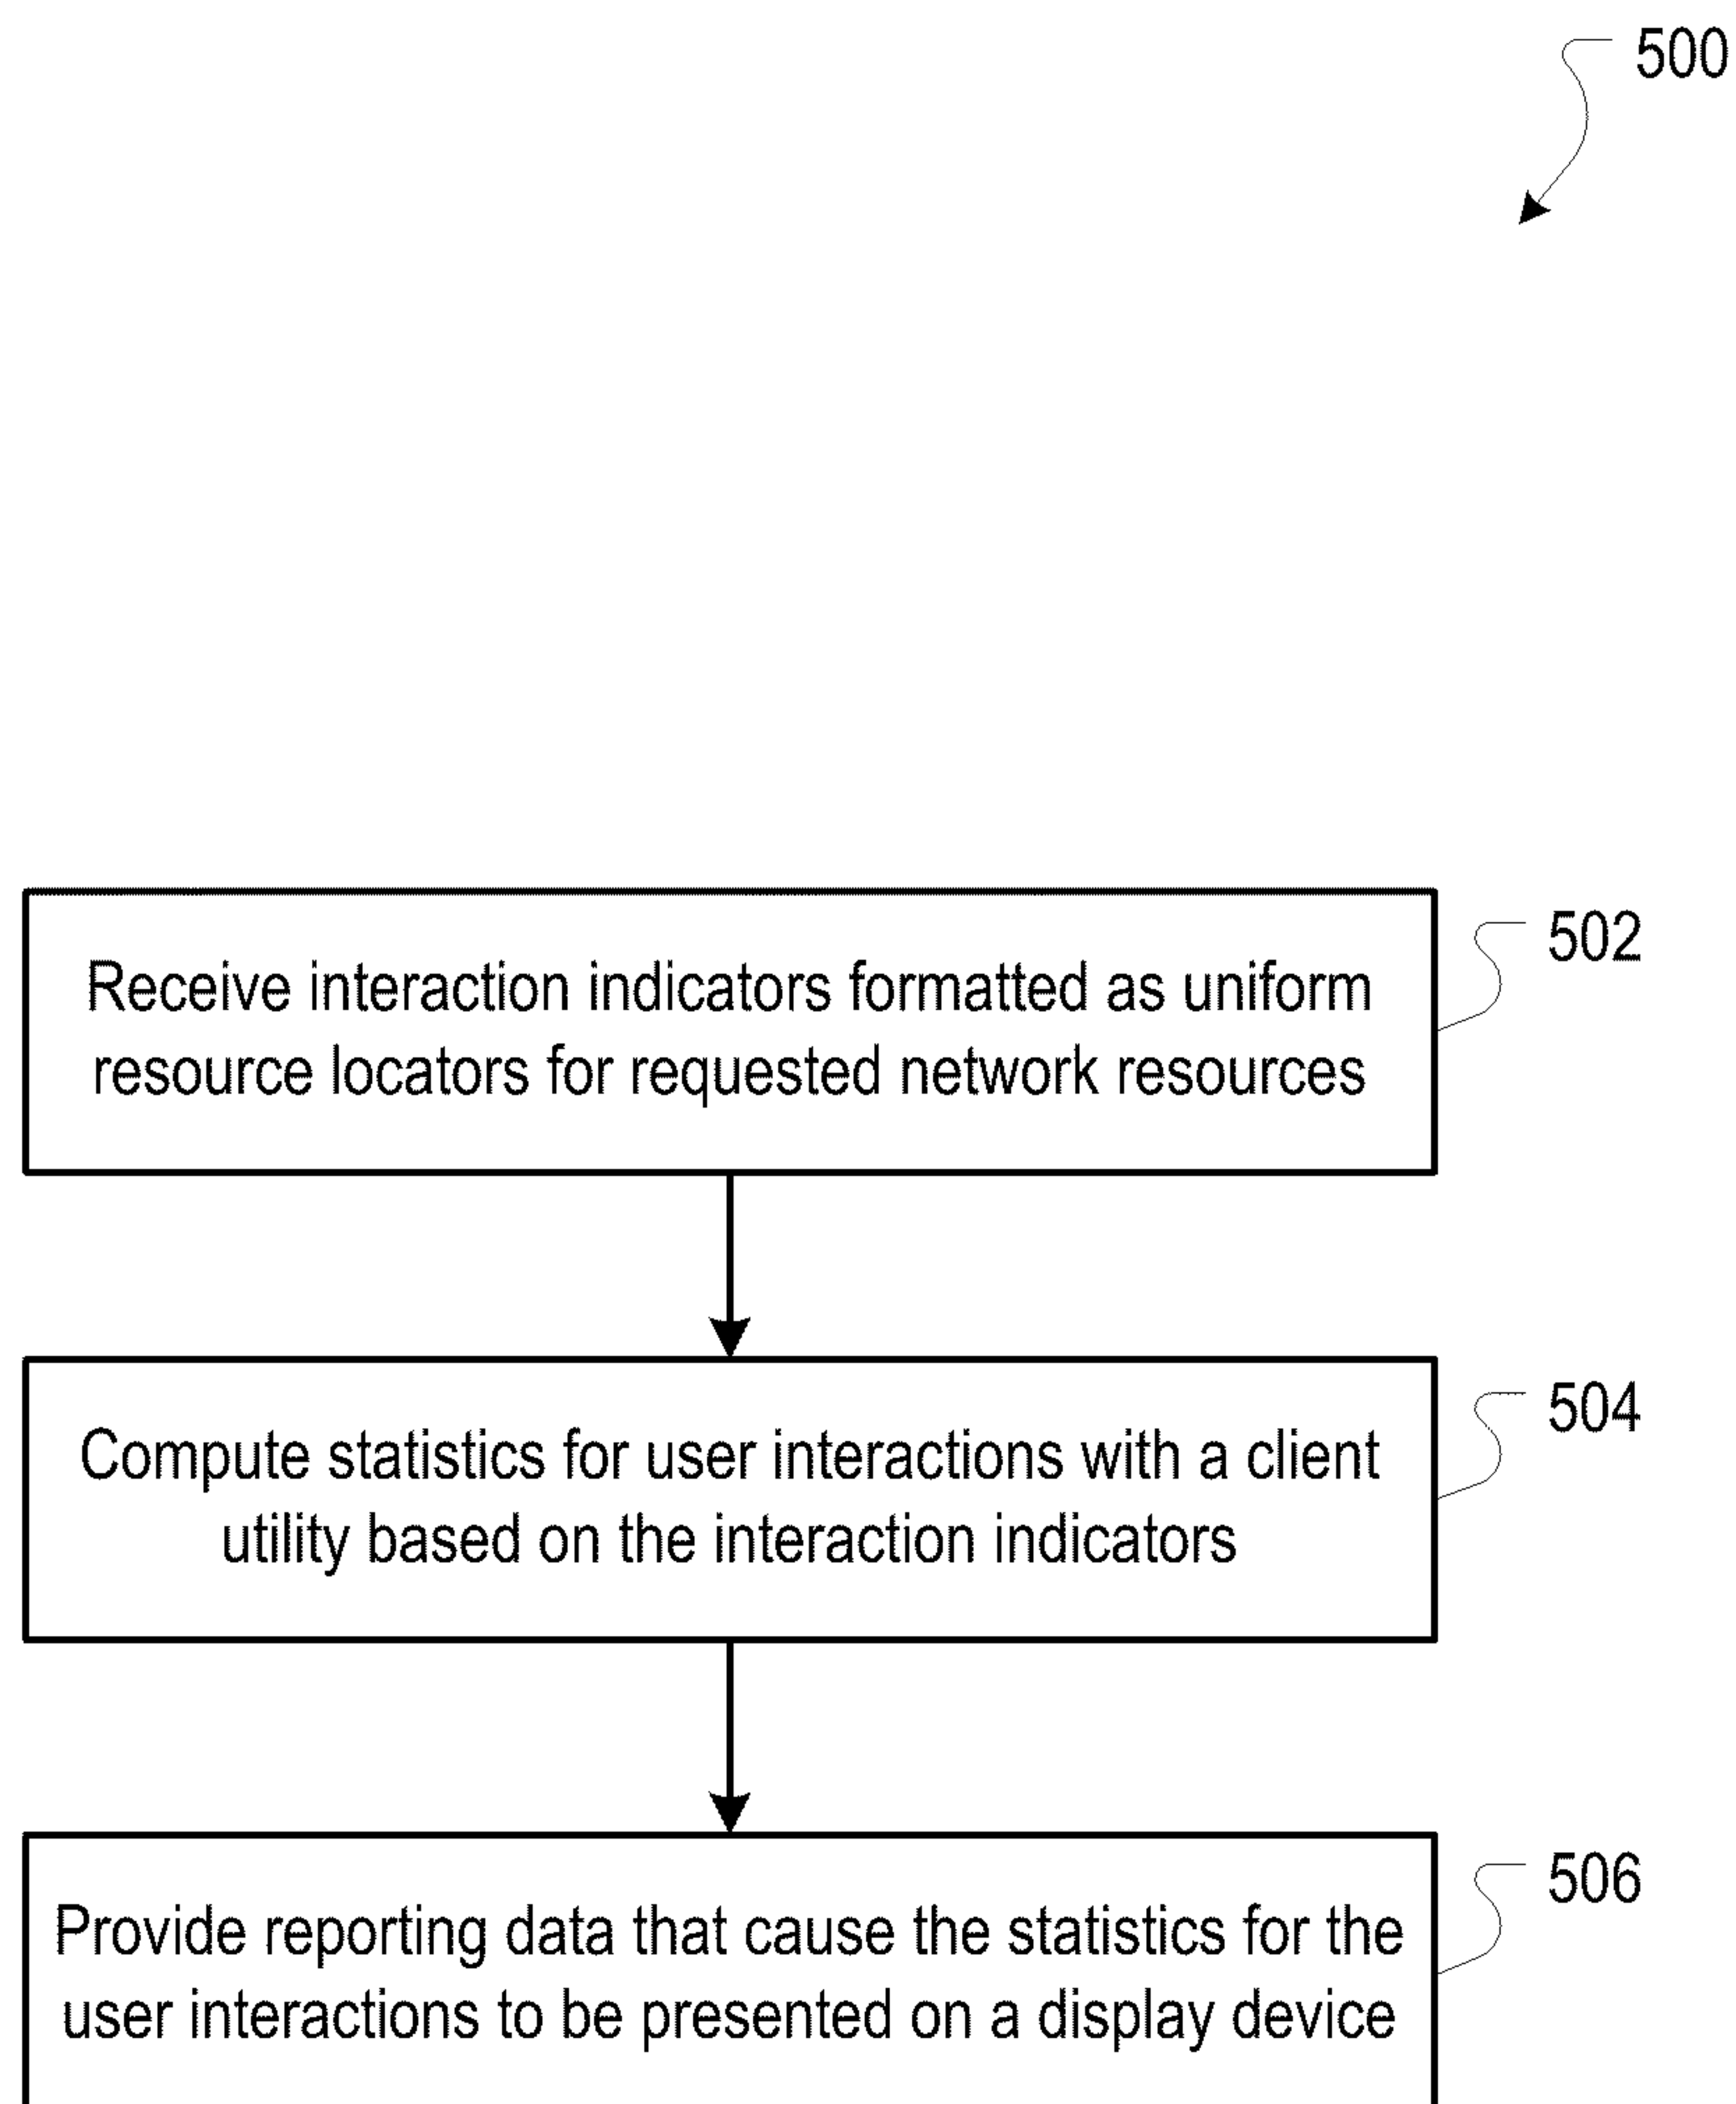 500
Receive interaction indicators formatted as uniform
resource locators for requested network resources
502
Compute statistics for user interactions with a client
utility based on the interaction indicators
504
Provide reporting data that cause the statistics for the
user interactions to be presented on a display device
506